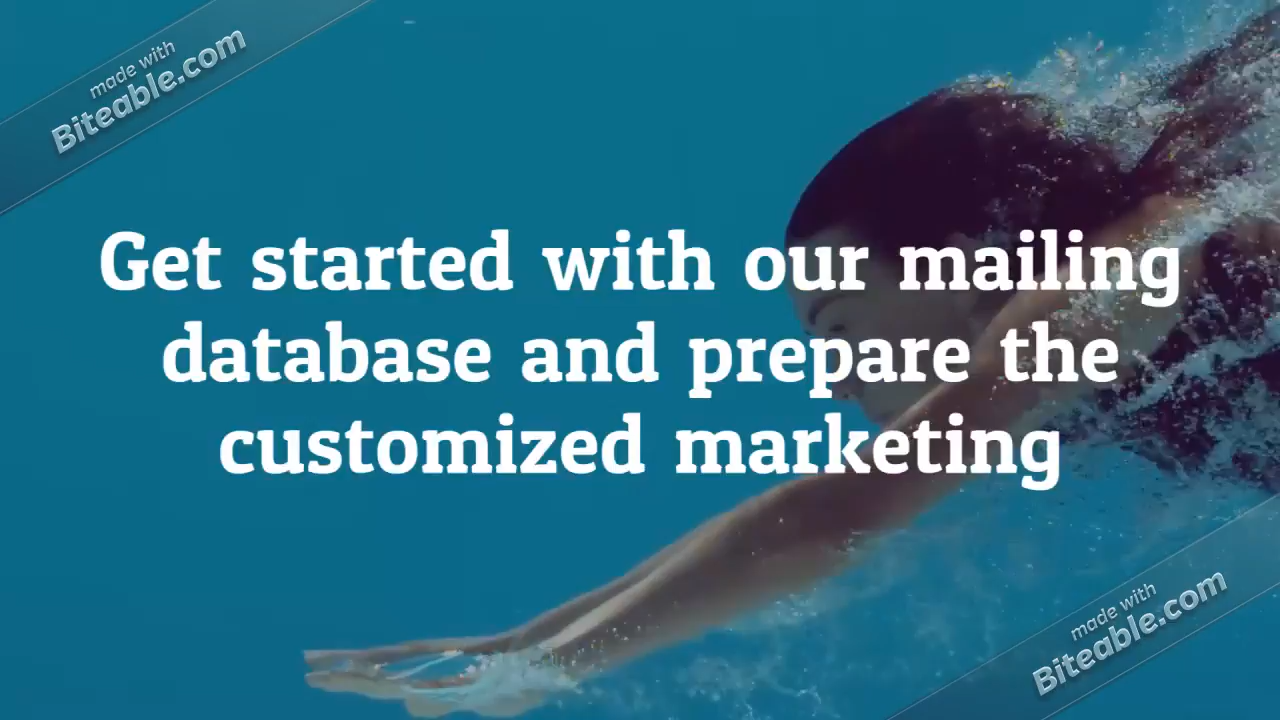 made with
Biteable.com
Get started with our mailing
database and prepare the
customized marketing
made with
Biteable.com